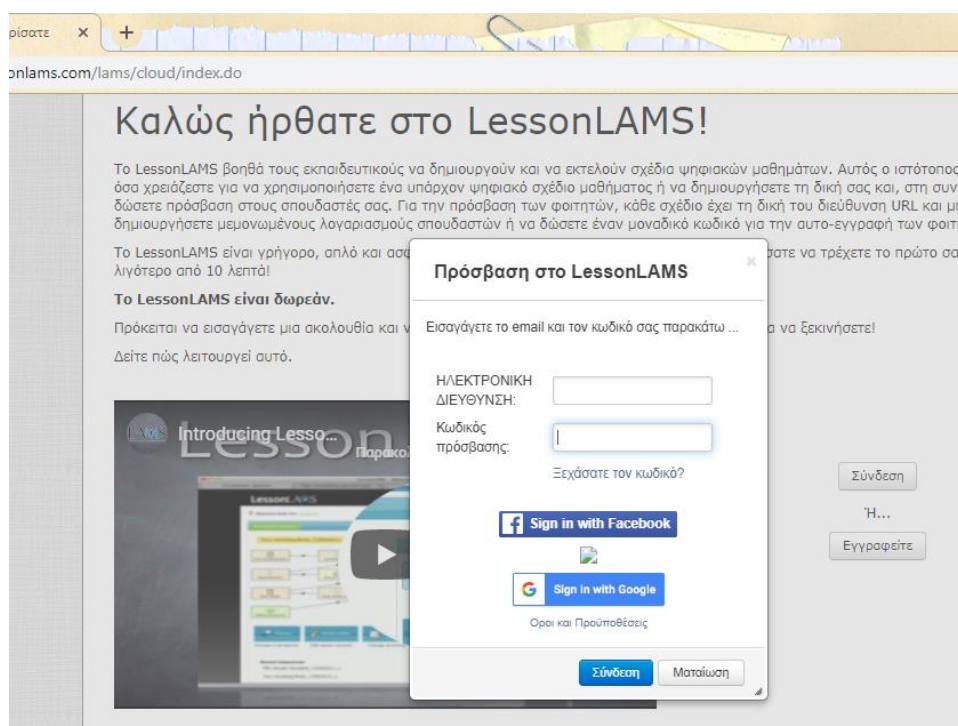 ρίσατε
onlams.com/lams/cloud/index.do
Καλώς ήρθατε στο LessonLAMS!
Το LessonLAMS βοηθά τους εκπαιδευτικούς να δημιουργούν και να εκτελούν σχέδια ψηφιακών μαθημάτων. Αυτός ο ιστότοπος
όσα χρειάζεστε για να χρησιμοποιήσετε ένα υπάρχον ψηφιακό σχέδιο μαθήματος ή να δημιουργήσετε τη δική σας και, στη συν
δώσετε πρόσβαση στους σπουδαστές σας. Για την πρόσβαση των φοιτητών, κάθε σχέδιο έχει τη δική του διεύθυνση URL και μπ
δημιουργήσετε μεμονωμένους λογαριασμούς σπουδαστών ή να δώσετε έναν μοναδικό κωδικό για την αυτο-εγγραφή των φοιτ
Το LessonLAMS είναι γρήγορο, απλό και ασφ
σατε να τρέχετε το πρώτο σα
λιγότερο από 10 λεπτά!
Το LessonLAMS είναι δωρεάν.
Πρόκειται να εισαγάγετε μια ακολουθία και ν
α να ξεκινήσετε!
Δείτε πώς λειτουργεί αυτό.
Πρόσβαση στο LessonLAMS
Εισαγάγετε το email και τον κωδικό σας παρακάτω ...
ΗΛΕΚΤΡΟΝΙΚΗ
ΔΙΕΥΘΥΝΣΗ:
Κωδικός
πρόσβασης:
Ξεχάσατε τον κωδικό?
Sign in with Facebook
Sign in with Google
Οροι και Προϋποθέσεις
Σύνδεση
Ματαίωση
LAMS
Introducing Lesso...
Lesson
Παρακολ
LessonLAMS
Σύνδεση
Ή...
Εγγραφείτε